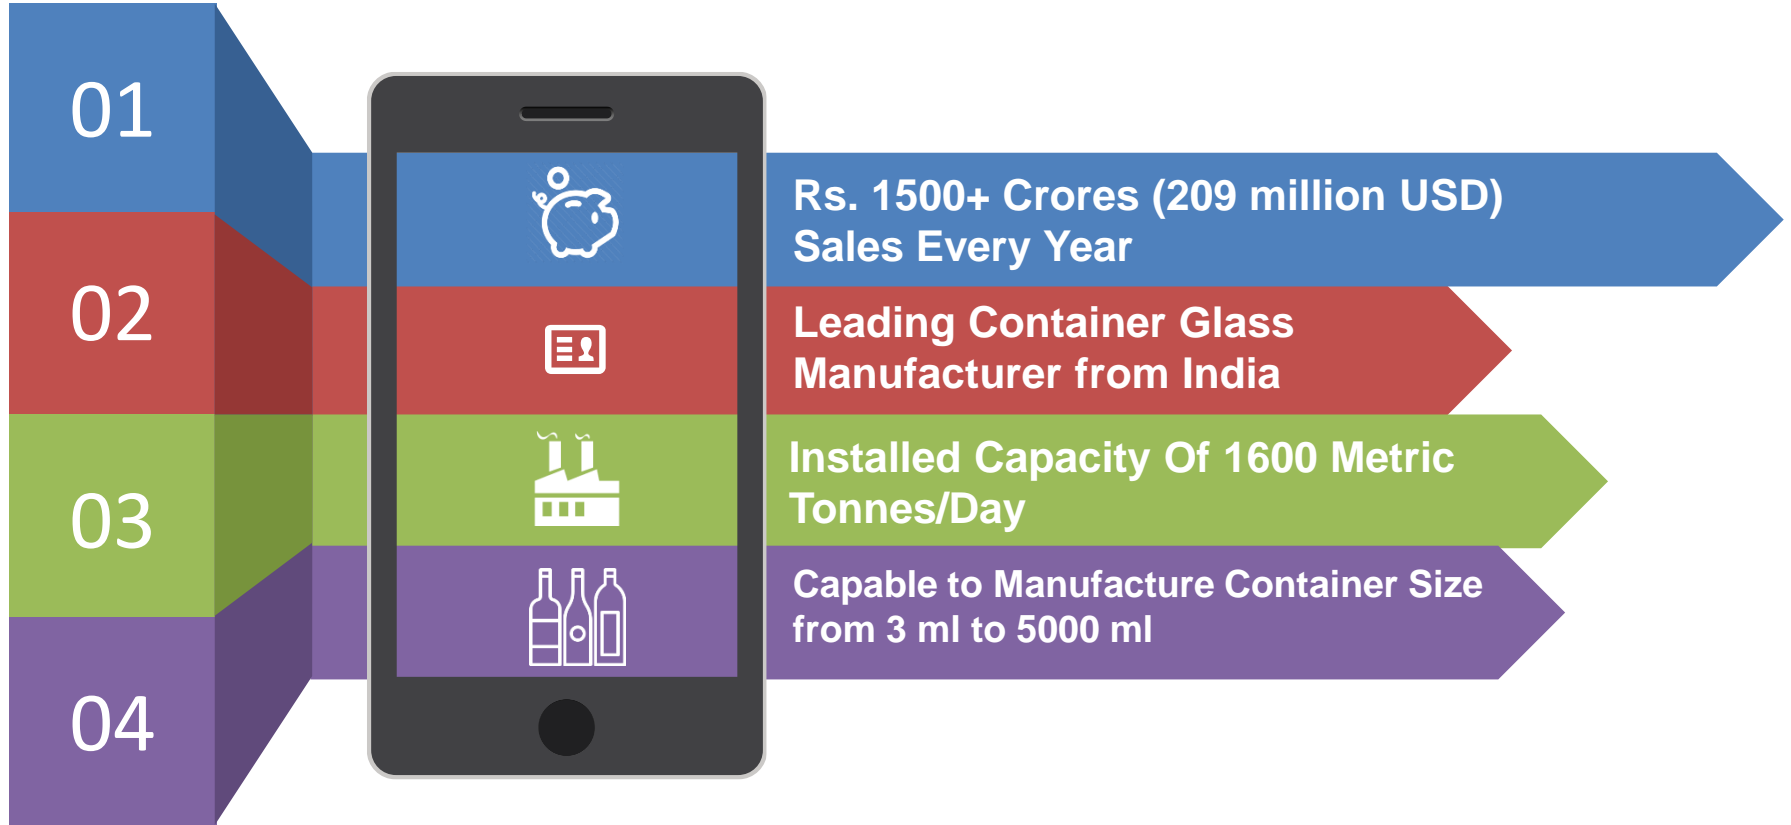 01
Rs. 1500+ Crores (209 million USD)
Sales Every Year
02
Leading Container Glass
Manufacturer from India
03
Installed Capacity Of 1600 Metric
Tonnes/Day
04
Capable to Manufacture Container Size
from 3 ml to 5000 ml